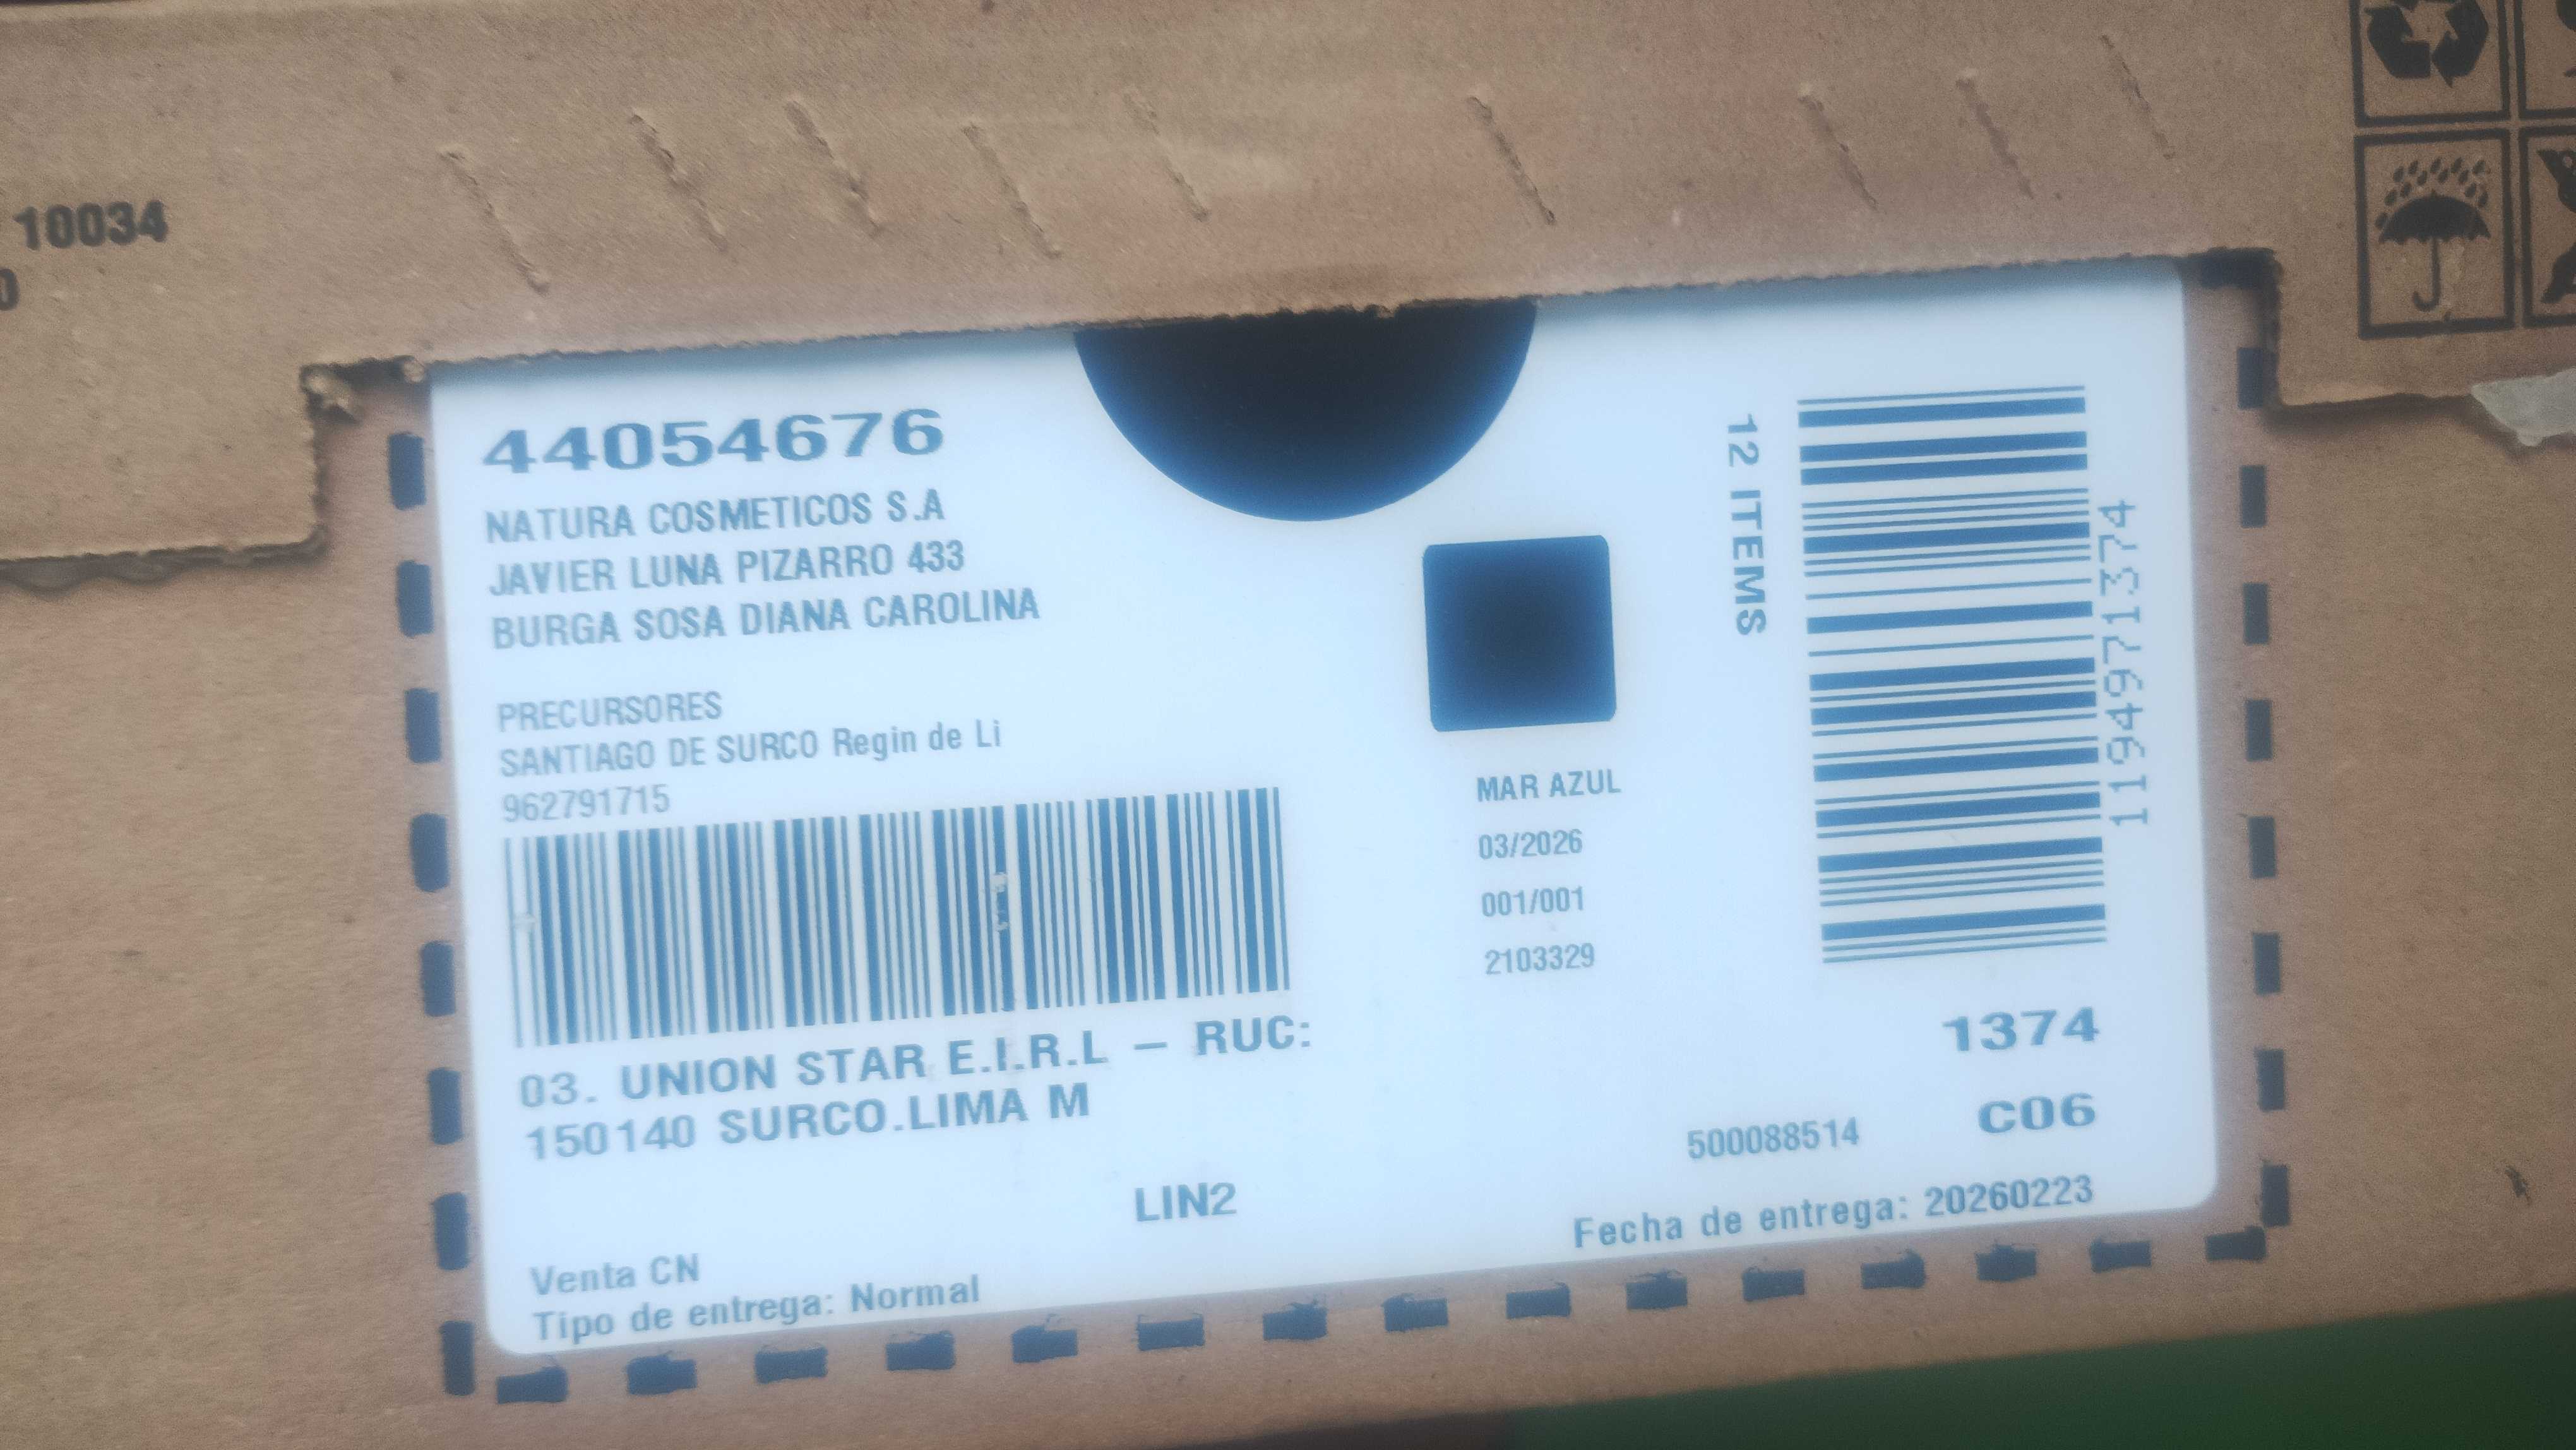 10034
0
44054676
NATURA COSMETICOS S.A
JAVIER LUNA PIZARRO 433
BURGA SOSA DIANA CAROLINA
PRECURSORES
SANTIAGO DE SURCO Regin de Li
962791715
03. UNION STAR E.I.R.L – RUC:
150140 SURCO.LIMA M
LIN2
Venta CN
Tipo de entrega: Normal
MAR AZUL
03/2026
001/001
2103329
12 ITEMS
1194971374
1374
C06
500088514
Fecha de entrega: 20260223